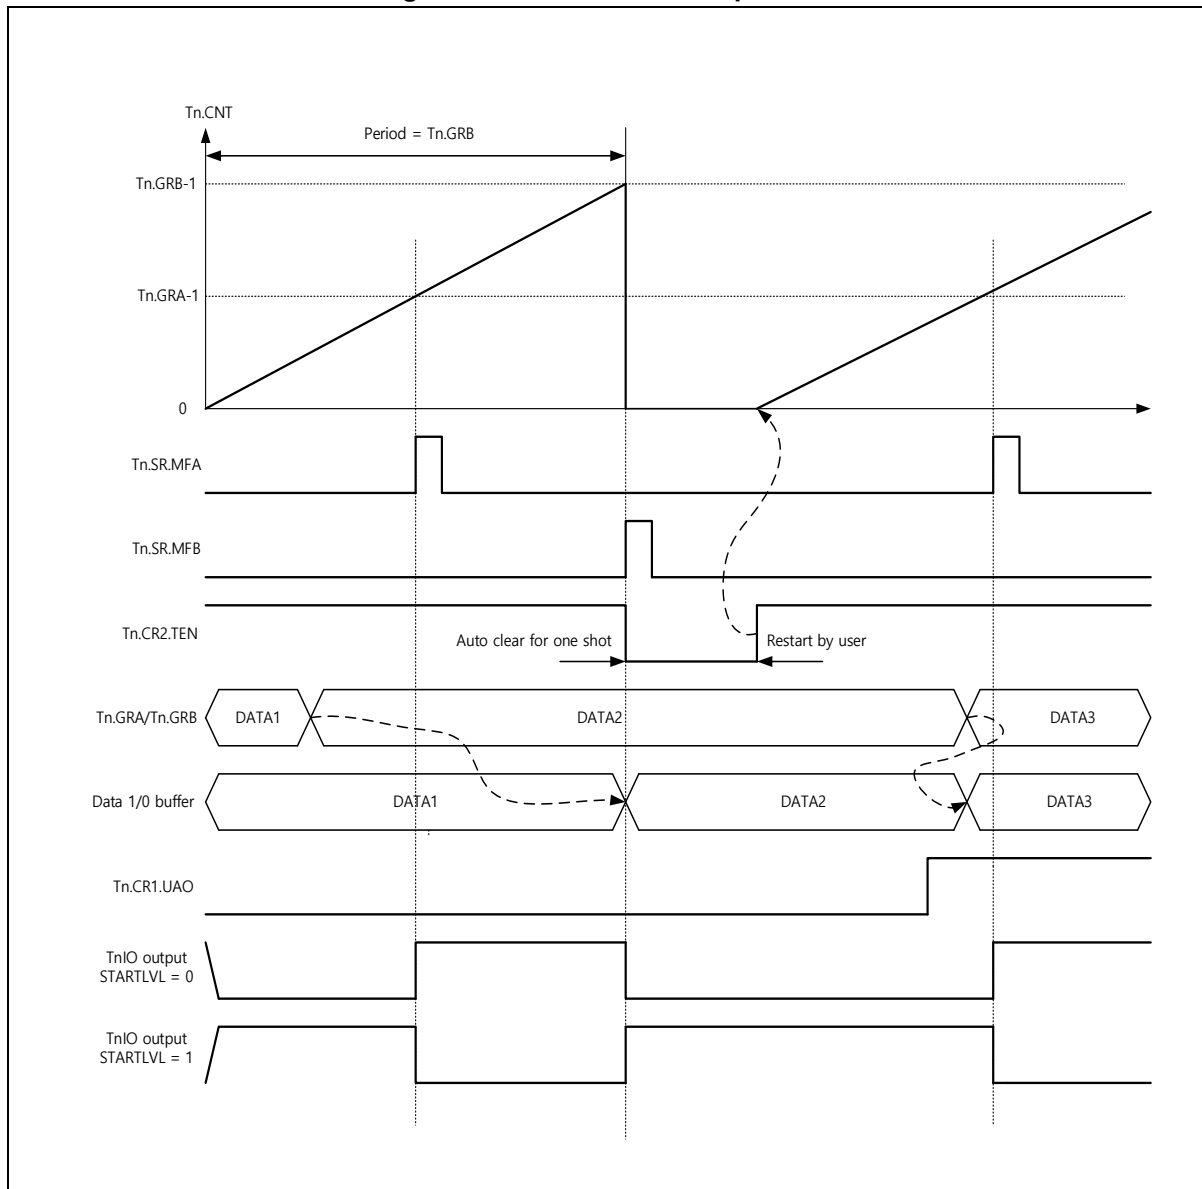 Tn.CNT
Period = Tn.GRB
Tn.GRB-1
Tn.GRA-1
0
Tn.SR.MFA
Tn.SR.MFB
Tn.CR2.TEN
Auto clear for one shot
Restart by user
Tn.GRA/Tn.GRB
DATA1
DATA2
DATA3
Data 1/0 buffer
DATA1
DATA2
DATA3
Tn.CR1.UAO
TnIO output
STARTLVL = 0
TnIO output
STARTLVL = 1